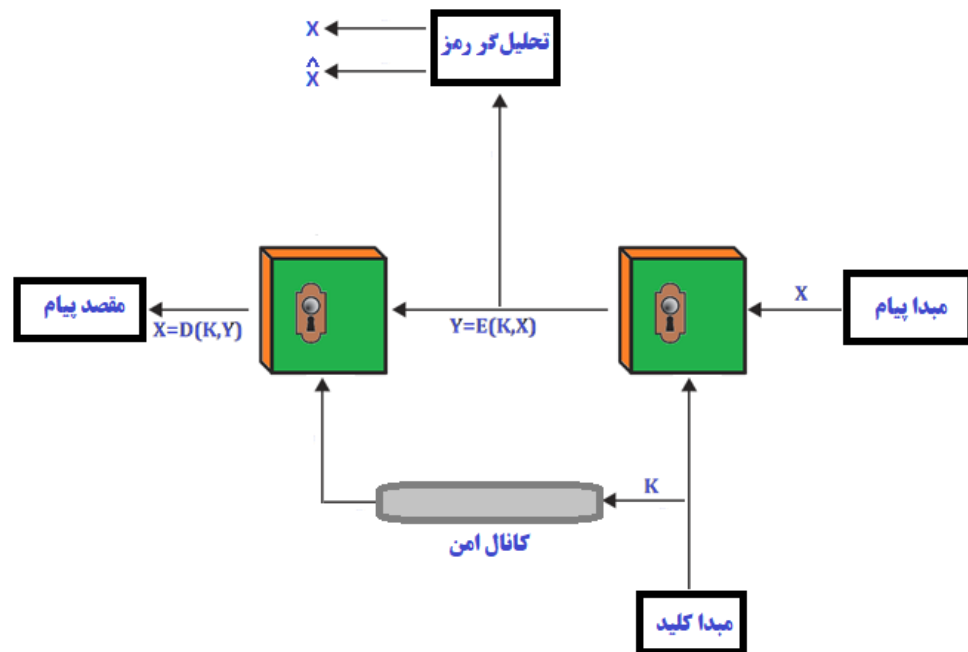 تحلیل‌گر رمز
X
X̂
مبدا پیام
X
Y=E(K,X)
X=D(K,Y)
مقصد پیام
K
کانال امن
مبدا کلید